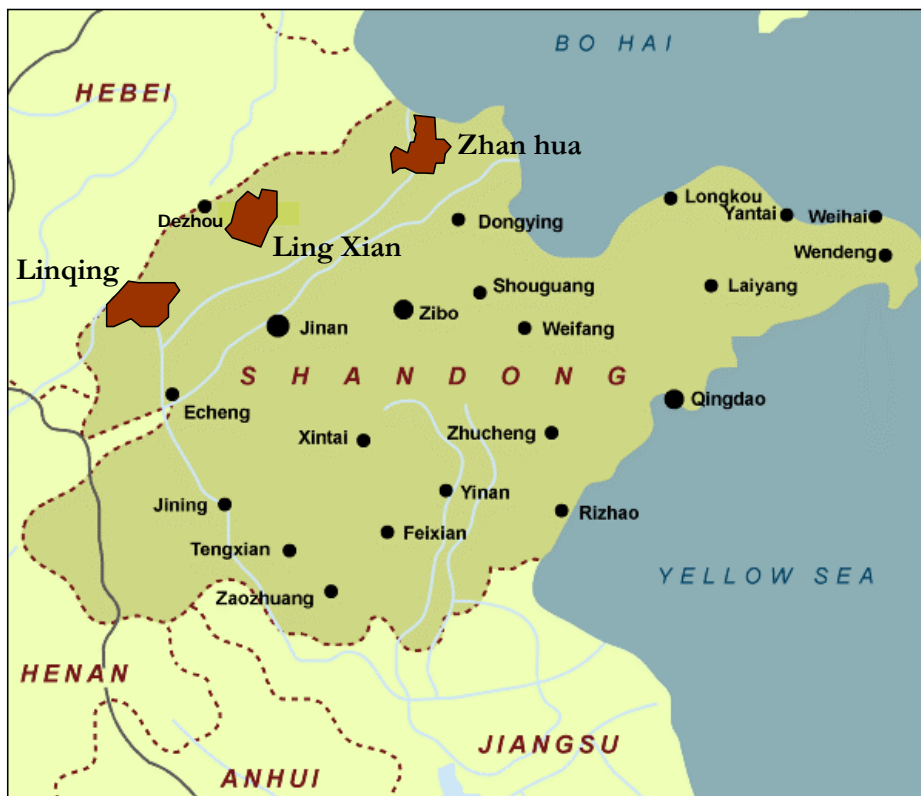 BO HAI
HEBEI
Zhan hua
Longkou
Yantai
Weihai
Dezhou
Dongying
Ling Xian
Wendeng
Linqing
Shouguang
Laiyang
Zibo
Jinan
Weifang
SHANDONG
Qingdao
Echeng
Xintai
Zhucheng
Yinan
Jining
Rizhao
Feixian
Tengxian
YELLOW SEA
Zaozhuang
HENAN
JIANGSU
ANHUI